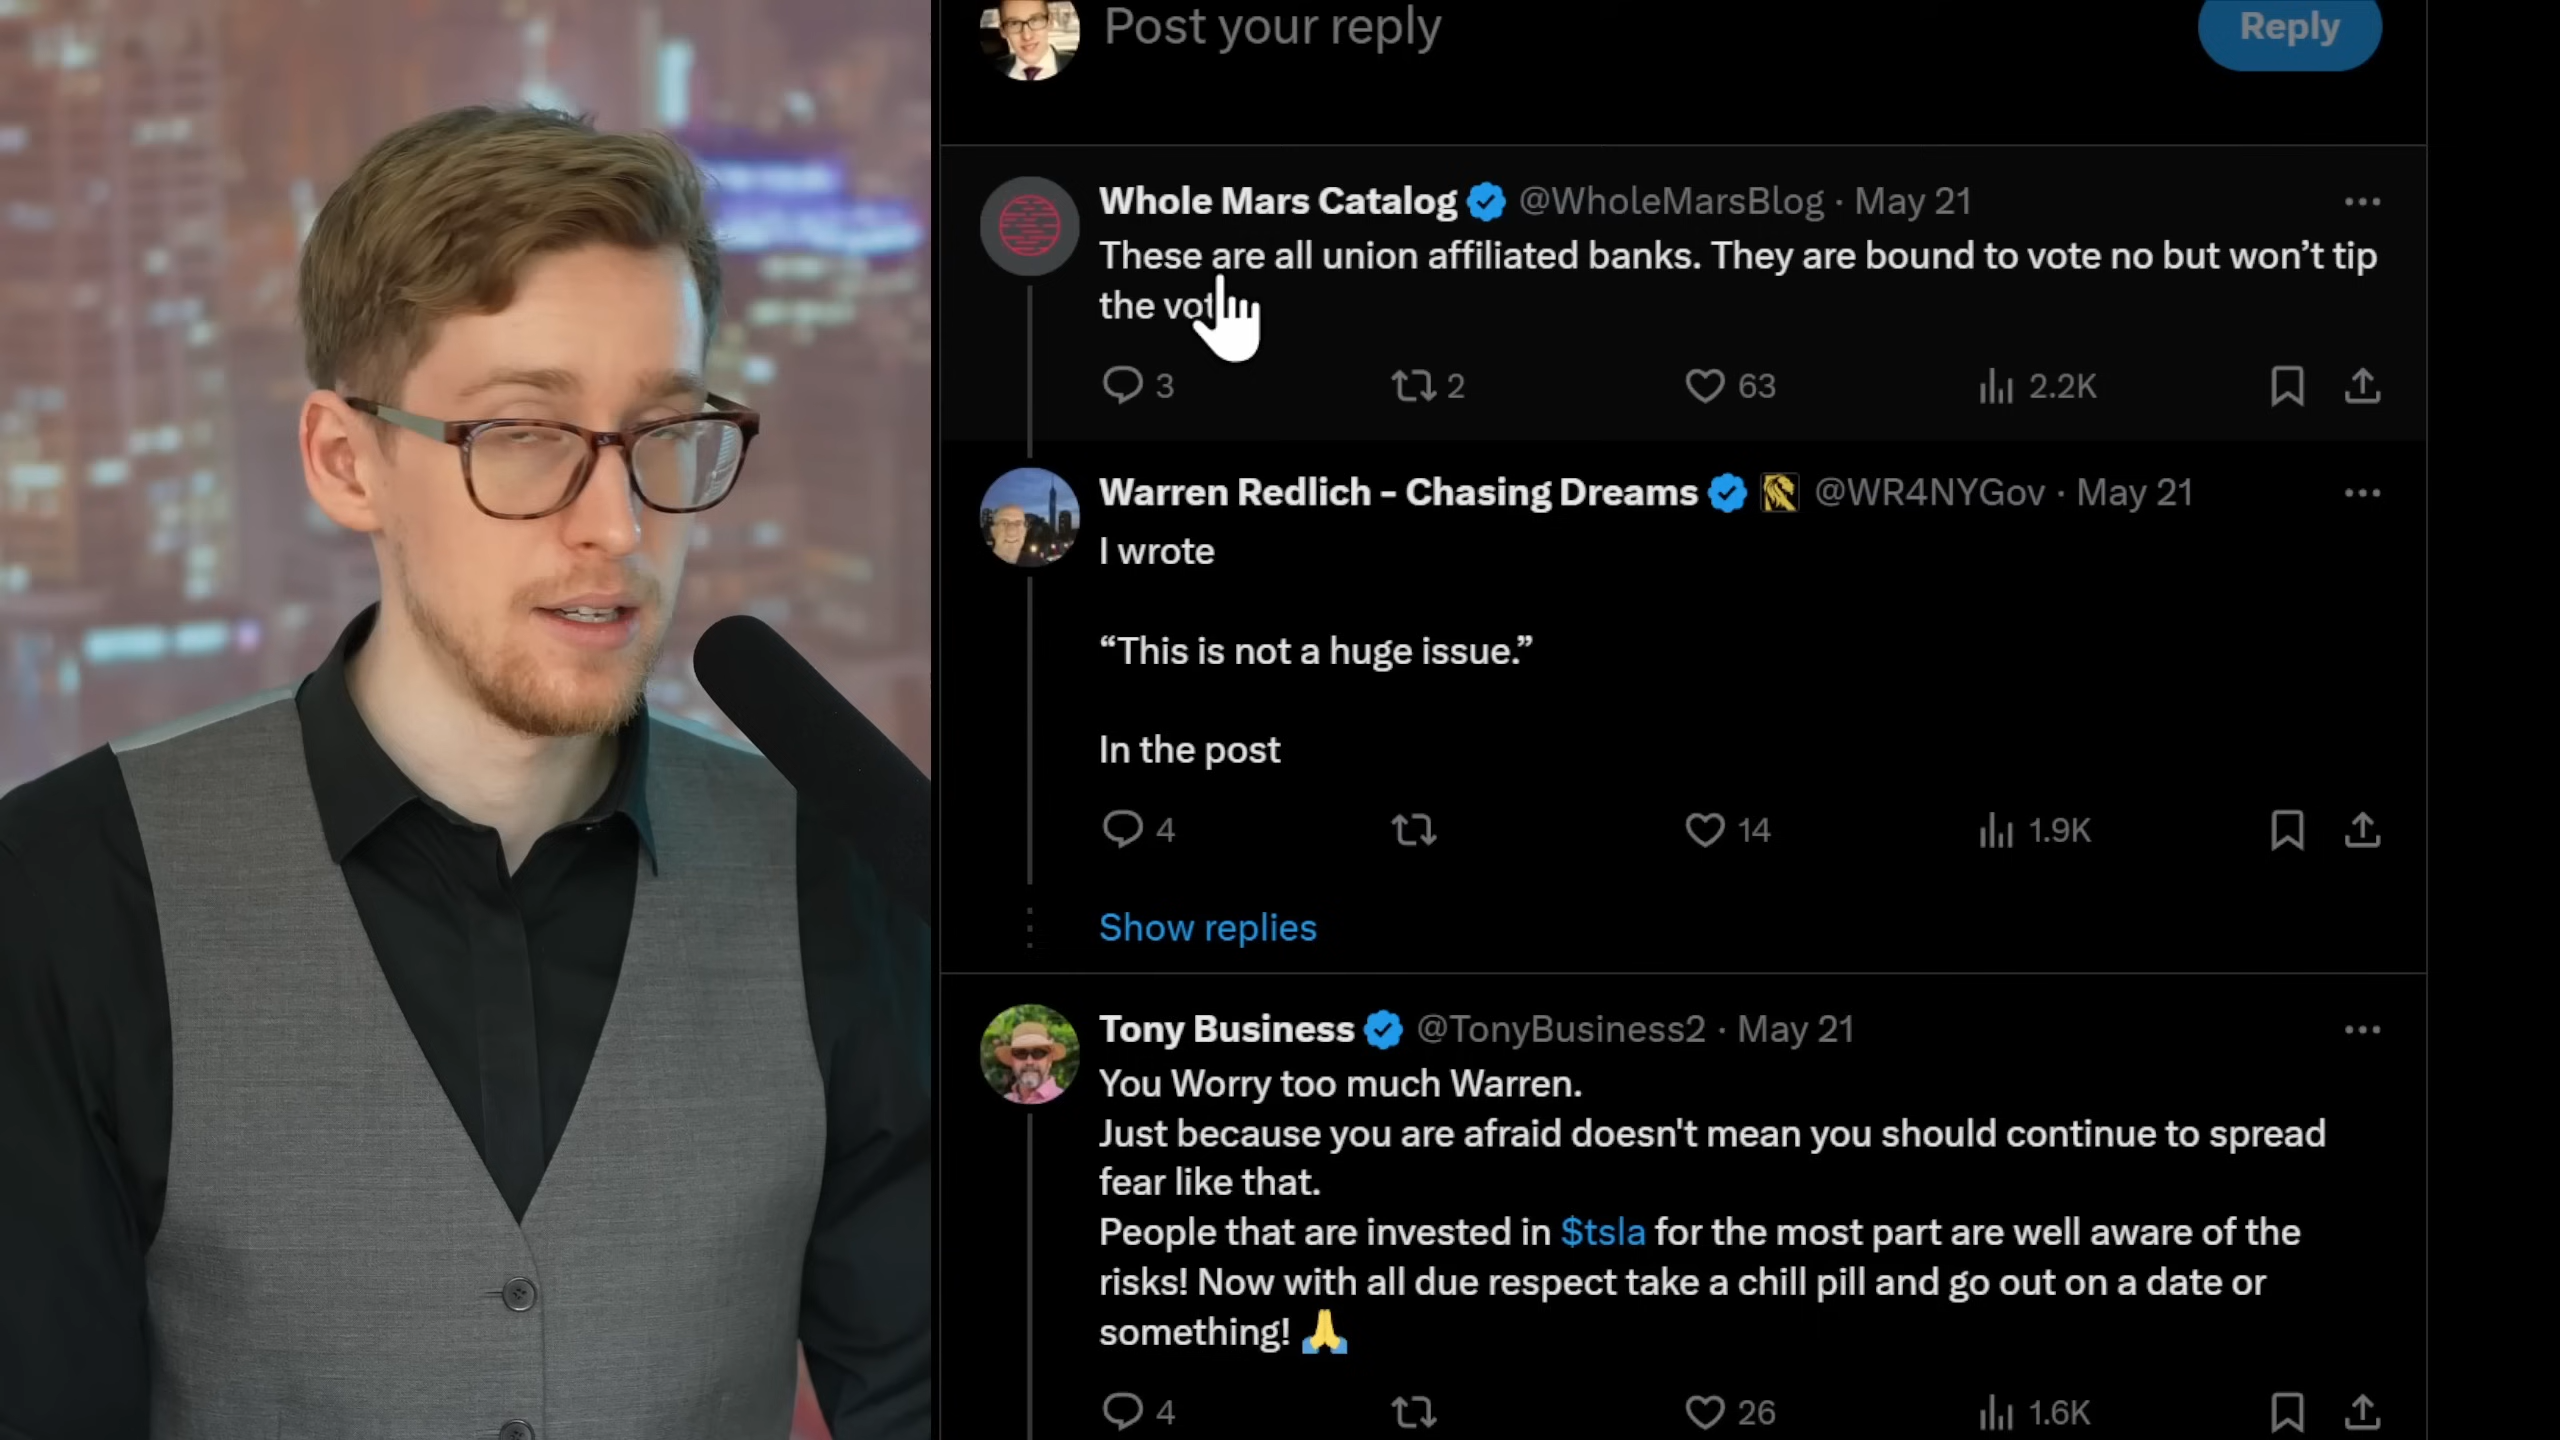 Post your reply
Reply
Whole Mars Catalog @WholeMarsBlog · May 21
These are all union affiliated banks. They are bound to vote no but won’t tip
the
3 2 63 2.2K
Warren Redlich - Chasing Dreams @WR4NYGov · May 21
I wrote
“This is not a huge issue.”
In the post
4 14 1.9K
Show replies
Tony Business @TonyBusiness2 · May 21
You Worry too much Warren.
Just because you are afraid doesn't mean you should continue to spread
fear like that.
People that are invested in $tsla for the most part are well aware of the
risks! Now with all due respect take a chill pill and go out on a date or
something! 🙏
4 26 1.6K